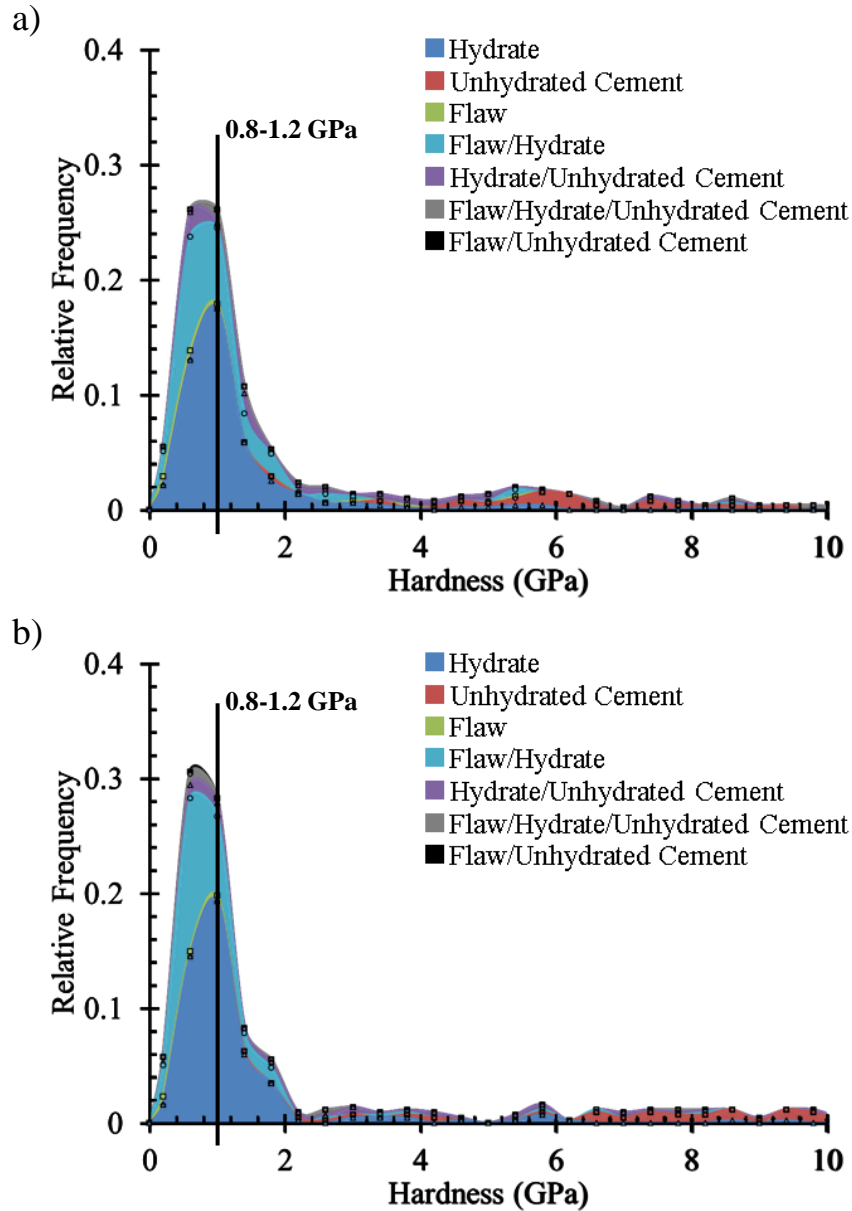 a)
0.4
0.3
0.2
0.1
0
Relative Frequency
0.8-1.2 GPa
Hydrate
Unhydrated Cement
Flaw
Flaw/Hydrate
Hydrate/Unhydrated Cement
Flaw/Hydrate/Unhydrated Cement
Flaw/Unhydrated Cement
0 2 4 6 8 10
Hardness (GPa)
b)
0.4
0.3
0.2
0.1
0
Relative Frequency
0.8-1.2 GPa
Hydrate
Unhydrated Cement
Flaw
Flaw/Hydrate
Hydrate/Unhydrated Cement
Flaw/Hydrate/Unhydrated Cement
Flaw/Unhydrated Cement
0 2 4 6 8 10
Hardness (GPa)